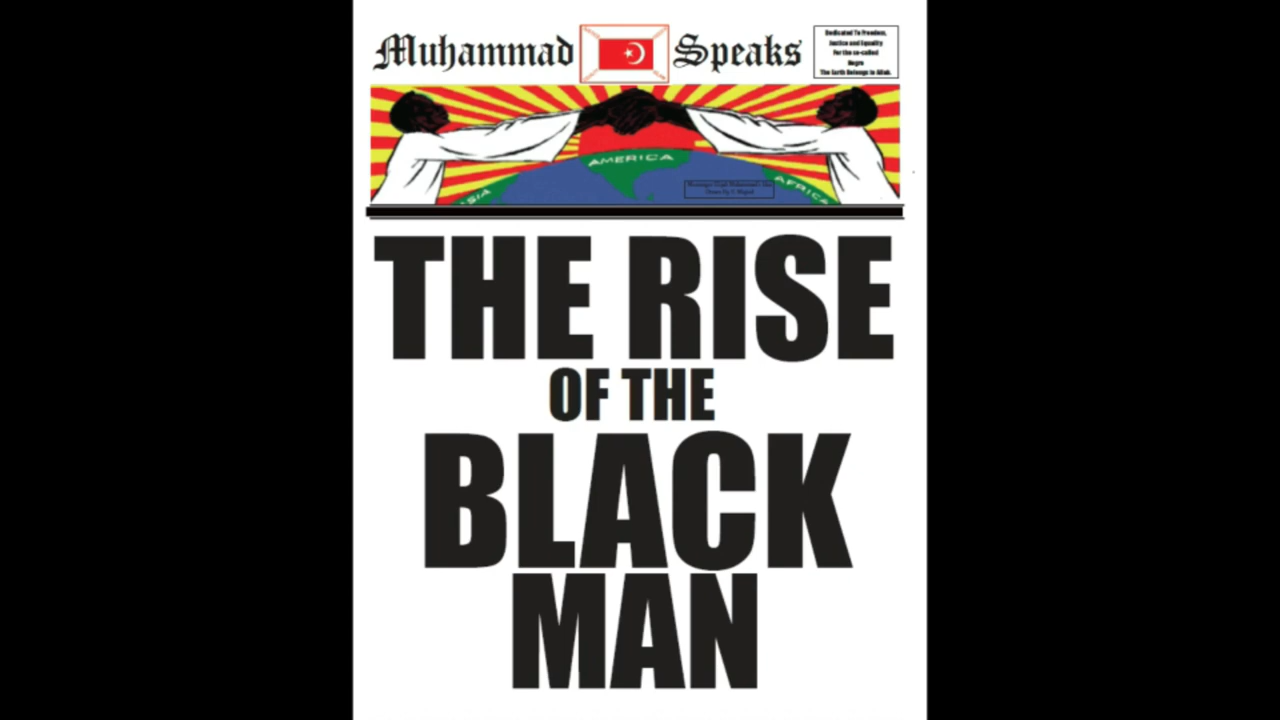 Muhammad Speaks
Dedicated To Freedom,
Justice and Equality
For the so-called
Negro
The Earth Belongs to Allah.
AMERICA
ASIA
AFRICA
THE RISE
OF THE
BLACK
MAN